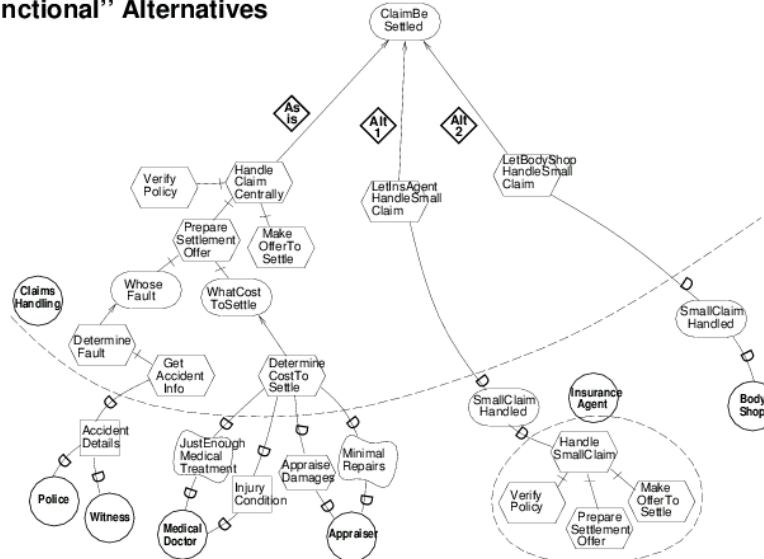 nctional” Alternatives
ClaimBe
Settled
As
is
Alt
1
Alt
2
LetBodyShop
HandleSmall
Claim
Verify
Policy
Handle
Claim
Centrally
LetInsAgent
HandleSmall
Claim
Prepare
Settlement
Offer
Make
OfferTo
Settle
Claims
Handling
Whose
Fault
WhatCost
ToSettle
SmallClaim
Handled
Determine
Fault
Get
Accident
Info
Determine
CostTo
Settle
SmallClaim
Handled
Insurance
Agent
Body
Shop
Accident
Details
JustEnough
Medical
Treatment
Appraise
Damages
Minimal
Repairs
Handle
SmallClaim
Injury
Condition
Police
Witness
Medical
Doctor
Appraiser
Verify
Policy
Prepare
Settlement
Offer
Make
OfferTo
Settle